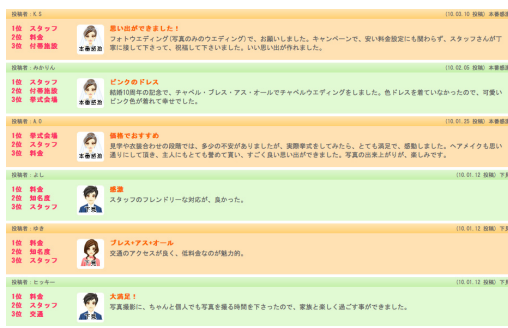 投稿者：K.S (10.03.10 投稿) 本番感激
1位 スタッフ
2位 料金
3位 付帯施設
本番感激
思い出ができました！
フォトウエディング(写真のみのウエディング)で、お願いしました。キャンペーンで、安い料金設定にも関わらず、スタッフさんが丁
寧に接して下さって、祝福して下さいました。いい思い出が作れました。
投稿者：みかりん (10.02.05 投稿) 本番感
1位 スタッフ
2位 付帯施設
3位 挙式会場
本番感激
ピンクのドレス
結婚10周年の記念で、チャペル・ブレス・アス・オールでチャペルウエディングをしました。色ドレスを着ていなかったので、可愛い
ピンク色が着れて幸せでした。
投稿者：A.O (10.01.25 投稿) 本番感
1位 挙式会場
2位 スタッフ
3位 料金
本番感激
価格でおすすめ
見学や衣装合わせの段階では、多少の不安がありましたが、実際挙式をしてみたら、とても満足で、感動しました。ヘアメイクも思い
通りにして頂き、主人にもとても誉めて貰い、すごく良い思い出ができました。写真の出来上がりが、楽しみです。
投稿者：よし (10.01.12 投稿) 下見
1位 料金
2位 知名度
3位 スタッフ
感激
スタッフのフレンドリーな対応が、良かった。
投稿者：ゆき (10.01.12 投稿) 下見
1位 料金
2位 知名度
3位 スタッフ
ブレス・アス・オール
交通のアクセスが良く、低料金なのが魅力的。
投稿者：ヒッキー (10.01.12 投稿) 下見
1位 料金
2位 スタッフ
3位 交通
大満足！
写真撮影に、ちゃんと個人でも写真を撮る時間を下さったので、家族と楽しく過ごす事ができました。